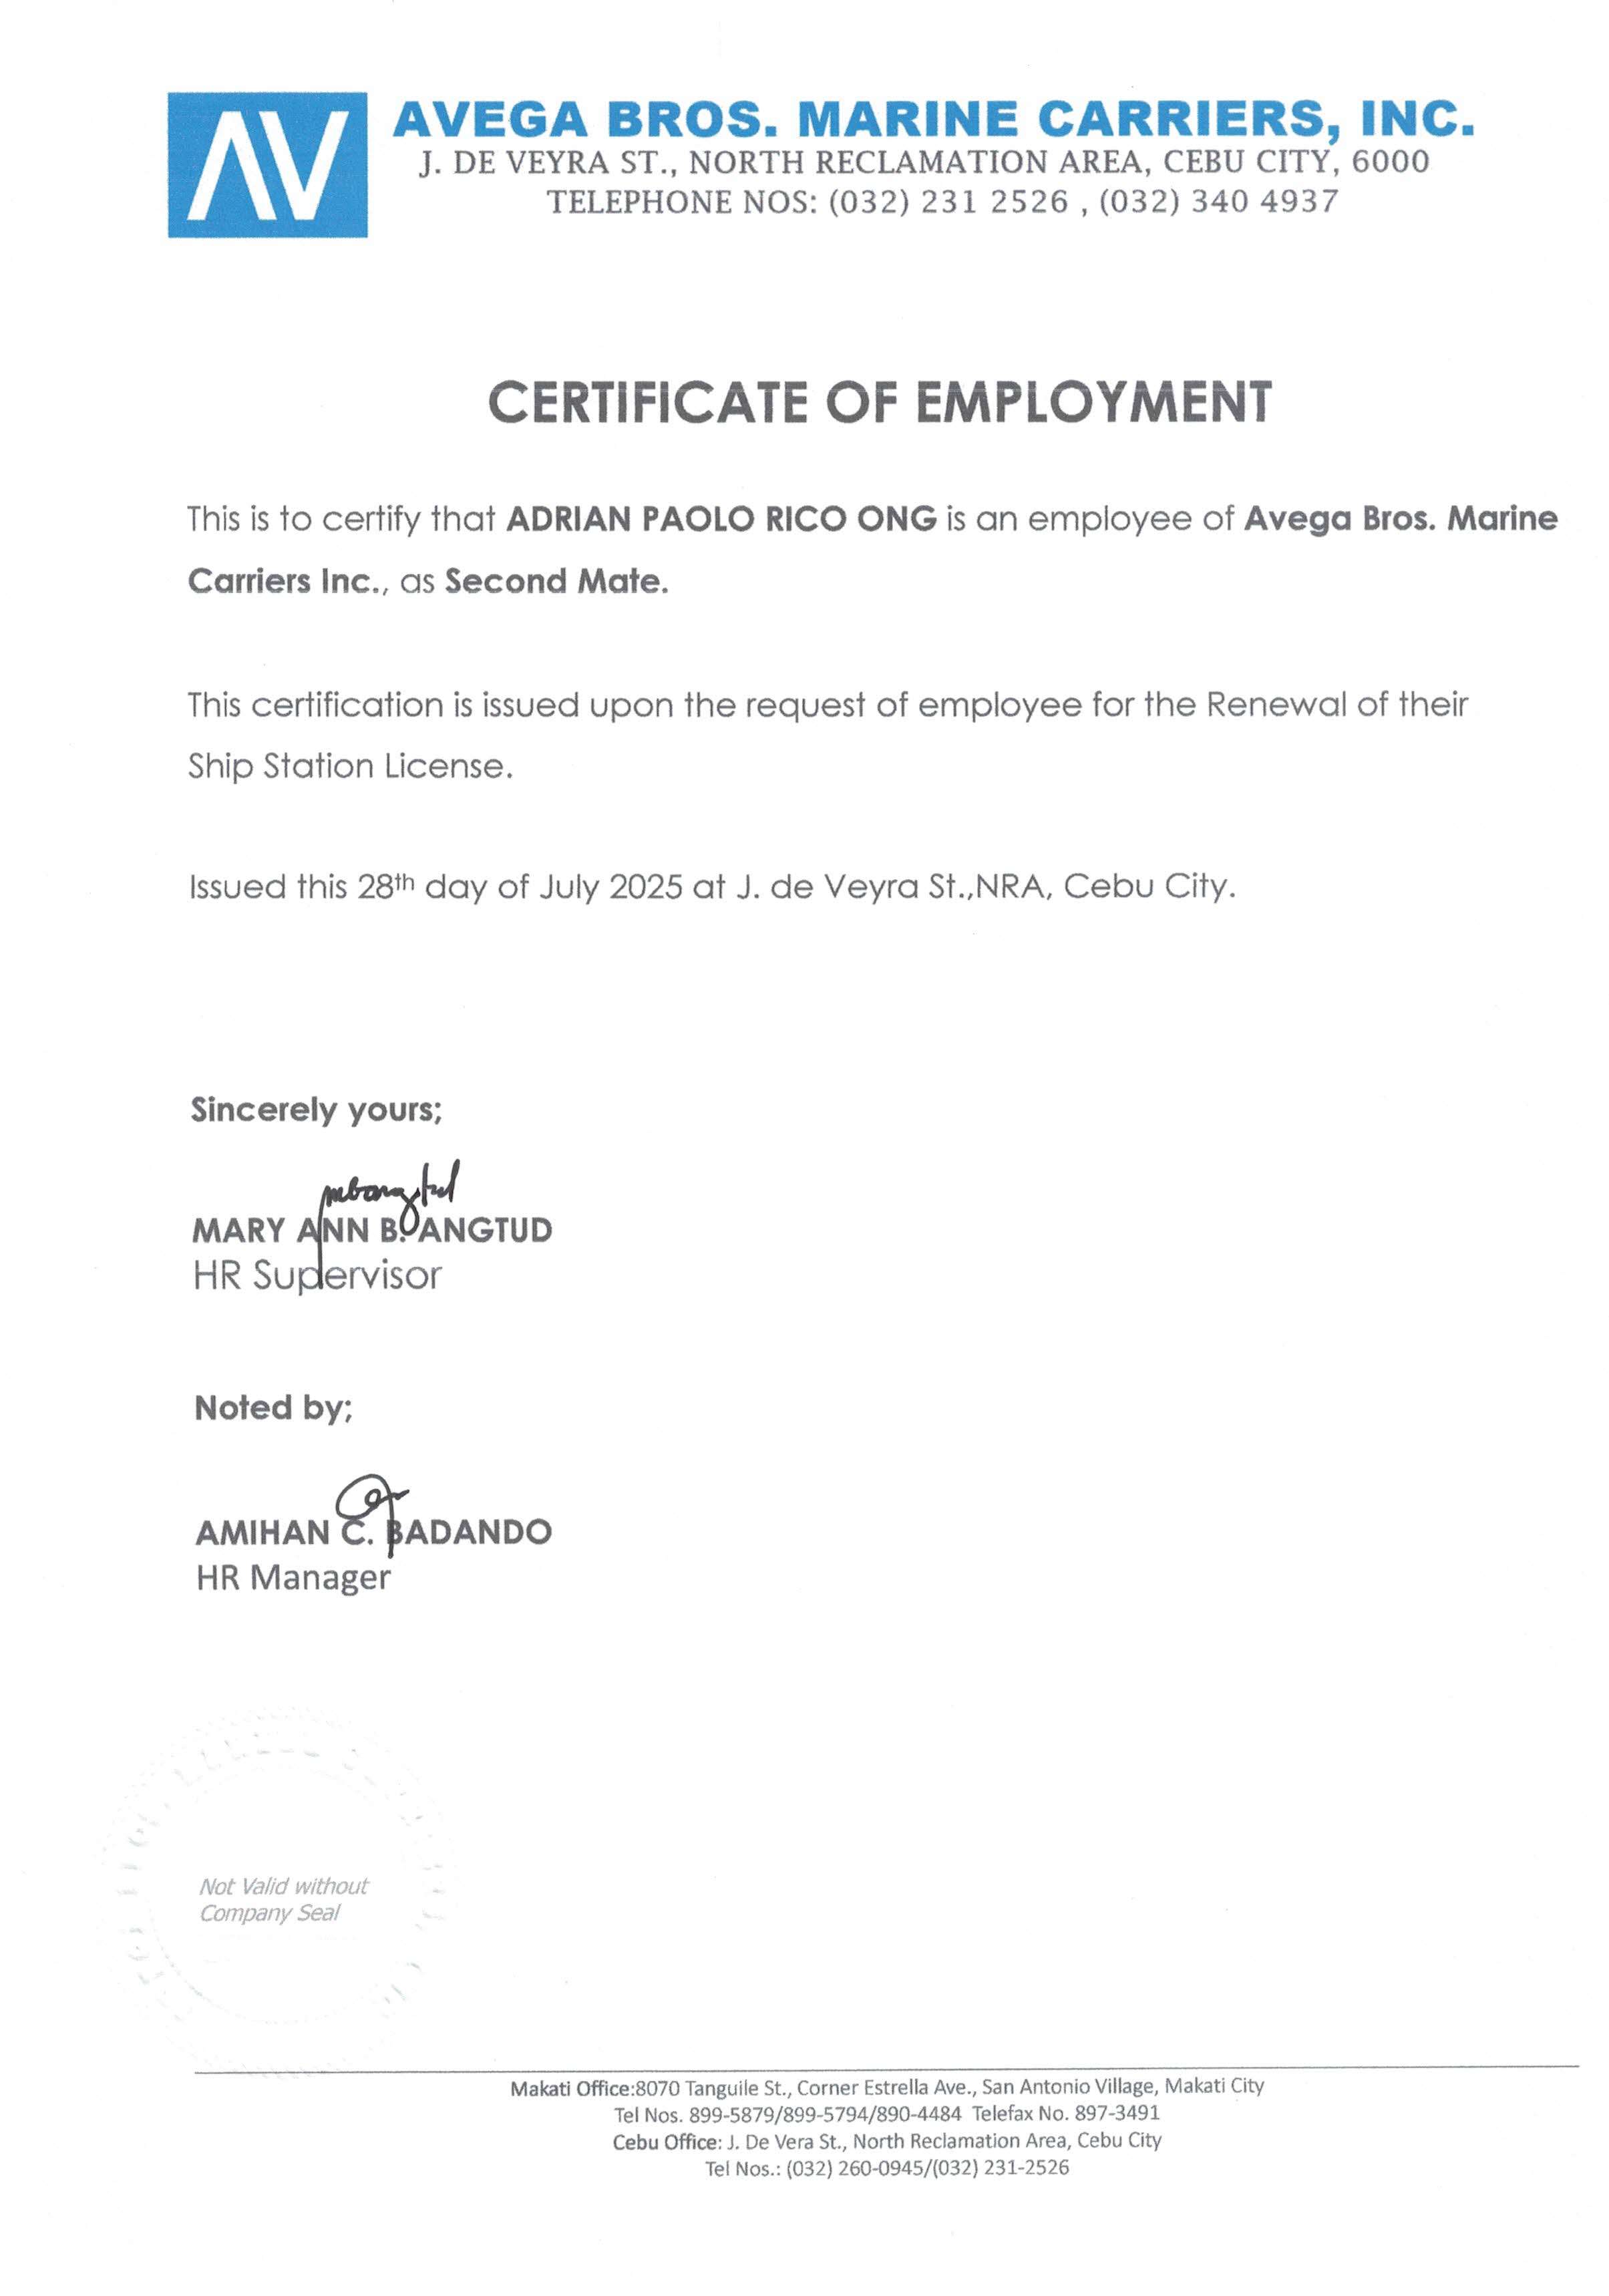 AV
AVEGA BROS. MARINE CARRIERS, INC.
J. DE VEYRA ST., NORTH RECLAMATION AREA, CEBU CITY, 6000
TELEPHONE NOS: (032) 231 2526 , (032) 340 4937
CERTIFICATE OF EMPLOYMENT
This is to certify that ADRIAN PAOLO RICO ONG is an employee of Avega Bros. Marine
Carriers Inc., as Second Mate.
This certification is issued upon the request of employee for the Renewal of their
Ship Station License.
Issued this 28th day of July 2025 at J. de Veyra St.,NRA, Cebu City.
Sincerely yours;
MARY ANN B. ANGTUD
HR Supervisor
Noted by;
AMIHAN C. BADANDO
HR Manager
Not Valid without
Company Seal
Makati Office:8070 Tanguile St., Corner Estrella Ave., San Antonio Village, Makati City
Tel Nos. 899-5879/899-5794/890-4484 Telefax No. 897-3491
Cebu Office: J. De Vera St., North Reclamation Area, Cebu City
Tel Nos.: (032) 260-0945/(032) 231-2526